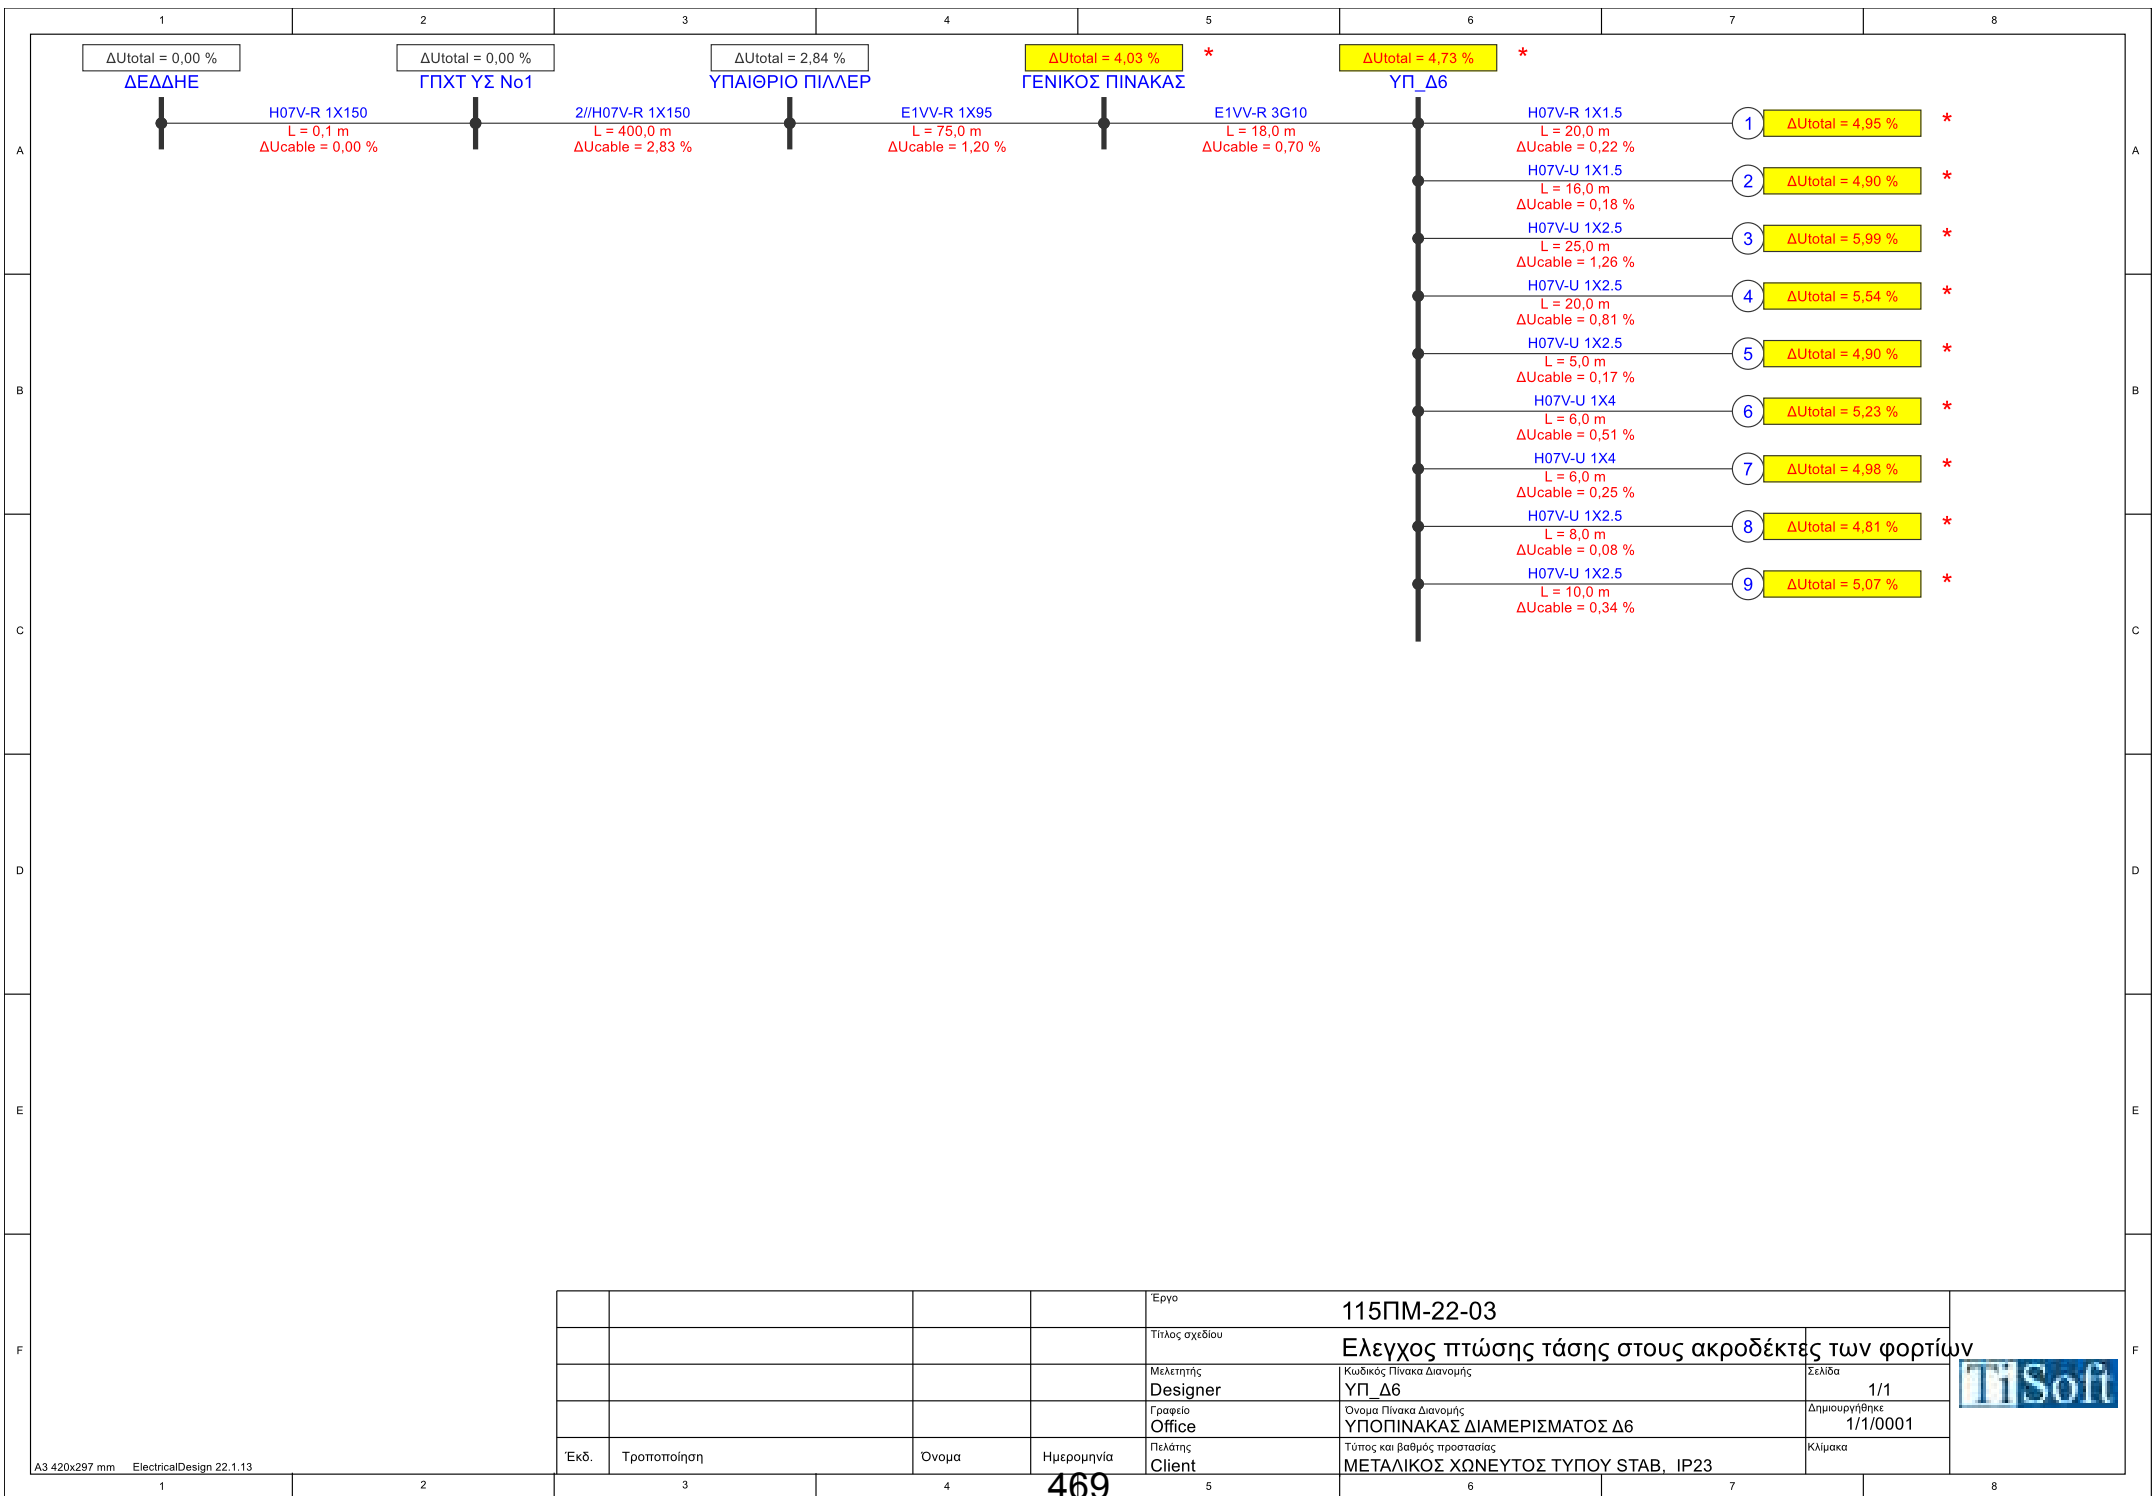 1 2 3 4 5 6 7 8
ΔUtotal = 0,00 % ΔUtotal = 0,00 % ΔUtotal = 2,84 % ΔUtotal = 4,03 % * ΔUtotal = 4,73 % *
ΔΕΔΔΗΕ ΓΠΧΤ ΥΣ Νο1 ΥΠΑΙΘΡΙΟ ΠΙΛΛΕΡ ΓΕΝΙΚΟΣ ΠΙΝΑΚΑΣ ΥΠ_Δ6
H07V-R 1X150 2//H07V-R 1X150 E1VV-R 1X95 E1VV-R 3G10 H07V-R 1X1.5
L = 0,1 m L = 400,0 m L = 75,0 m L = 18,0 m L = 20,0 m 1 ΔUtotal = 4,95 % *
ΔUcable = 0,00 % ΔUcable = 2,83 % ΔUcable = 1,20 % ΔUcable = 0,70 % ΔUcable = 0,22 %
A A
H07V-U 1X1.5
L = 16,0 m 2 ΔUtotal = 4,90 % *
ΔUcable = 0,18 %
H07V-U 1X2.5
L = 25,0 m 3 ΔUtotal = 5,99 % *
ΔUcable = 1,26 %
H07V-U 1X2.5
L = 20,0 m 4 ΔUtotal = 5,54 % *
ΔUcable = 0,81 %
H07V-U 1X2.5
L = 5,0 m 5 ΔUtotal = 4,90 % *
ΔUcable = 0,17 %
B B
H07V-U 1X4
L = 6,0 m 6 ΔUtotal = 5,23 % *
ΔUcable = 0,51 %
H07V-U 1X4
L = 6,0 m 7 ΔUtotal = 4,98 % *
ΔUcable = 0,25 %
H07V-U 1X2.5
L = 8,0 m 8 ΔUtotal = 4,81 % *
ΔUcable = 0,08 %
H07V-U 1X2.5
L = 10,0 m 9 ΔUtotal = 5,07 % *
ΔUcable = 0,34 %
C C
D D
E E
Έργο
115ΠΜ-22-03
Τίτλος σχεδίου
Ελεγχος πτώσης τάσης στους ακροδέκτες των φορτίων
F F
Μελετητής Κωδικός Πίνακα Διανομής Σελίδα
Designer ΥΠ_Δ6 1/1
TiSoft
Γραφείο Όνομα Πίνακα Διανομής Δημιουργήθηκε
Office ΥΠΟΠΙΝΑΚΑΣ ΔΙΑΜΕΡΙΣΜΑΤΟΣ Δ6 1/1/0001
Πελάτης Τύπος και βαθμός προστασίας Κλίμακα
Έκδ. Τροποποίηση Όνομα Ημερομηνία
Client ΜΕΤΑΛΙΚΟΣ ΧΩΝΕΥΤΟΣ ΤΥΠΟΥ STAB, IP23
A3 420x297 mm ElectricalDesign 22.1.13
1 2 3 4 5 6 7 8
469